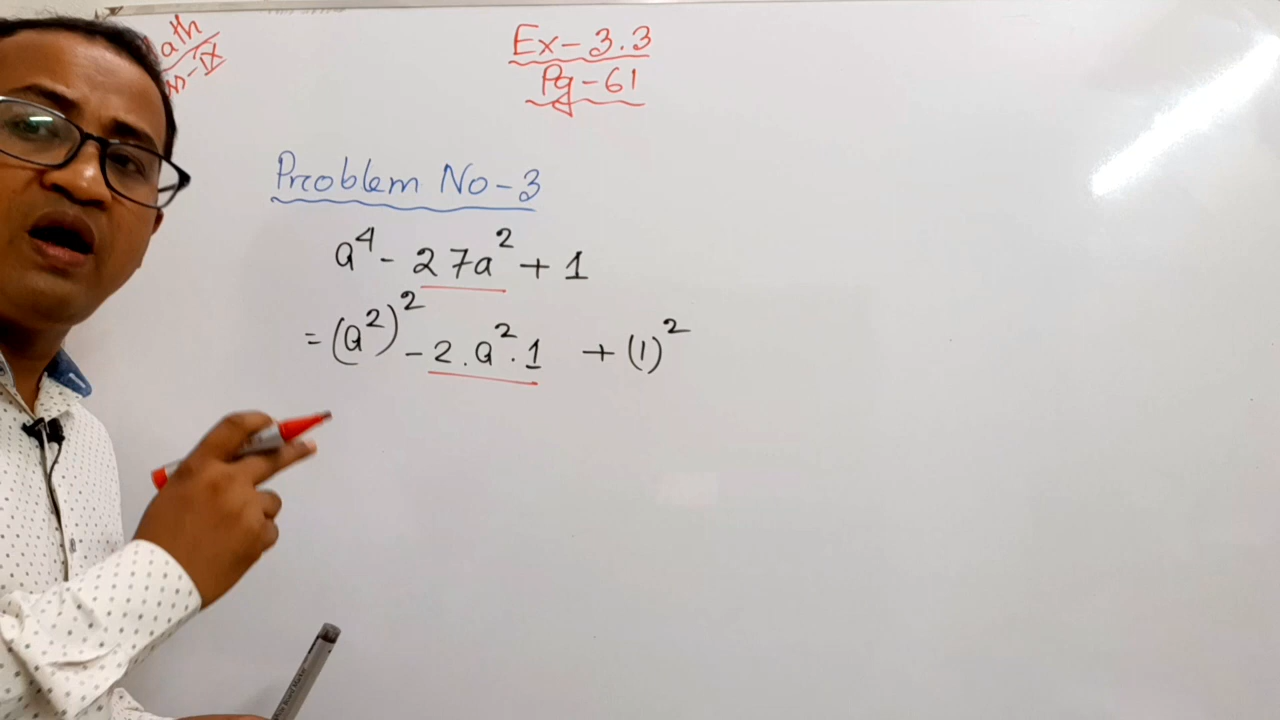 ath
Ex-3.3
Pg-61
Problem No-3
a⁴ - 27a² + 1
= (a²)² - 2.a².1 + (1)²